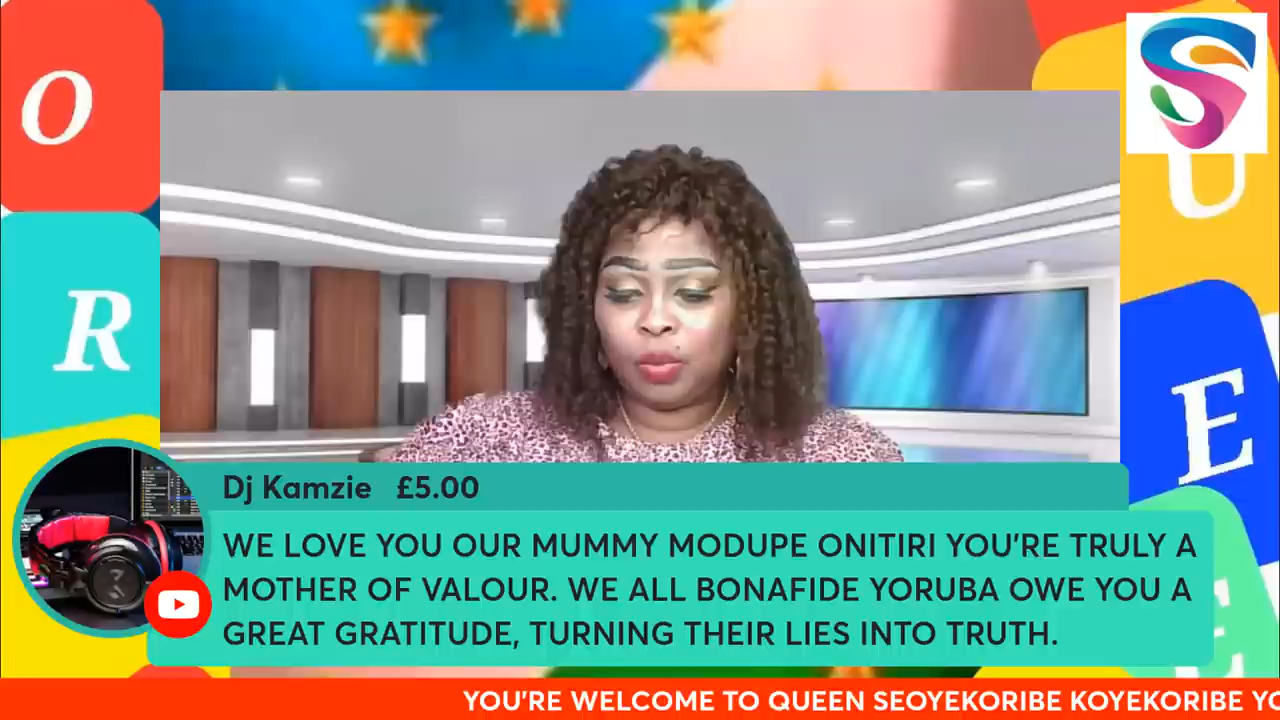 O
R
U
E
E
Dj Kamzie £5.00
WE LOVE YOU OUR MUMMY MODUPE ONITIRI YOU'RE TRULY A
MOTHER OF VALOUR. WE ALL BONAFIDE YORUBA OWE YOU A
GREAT GRATITUDE, TURNING THEIR LIES INTO TRUTH.
YOU'RE WELCOME TO QUEEN SEOYEKORIBE KOYEKORIBE YO